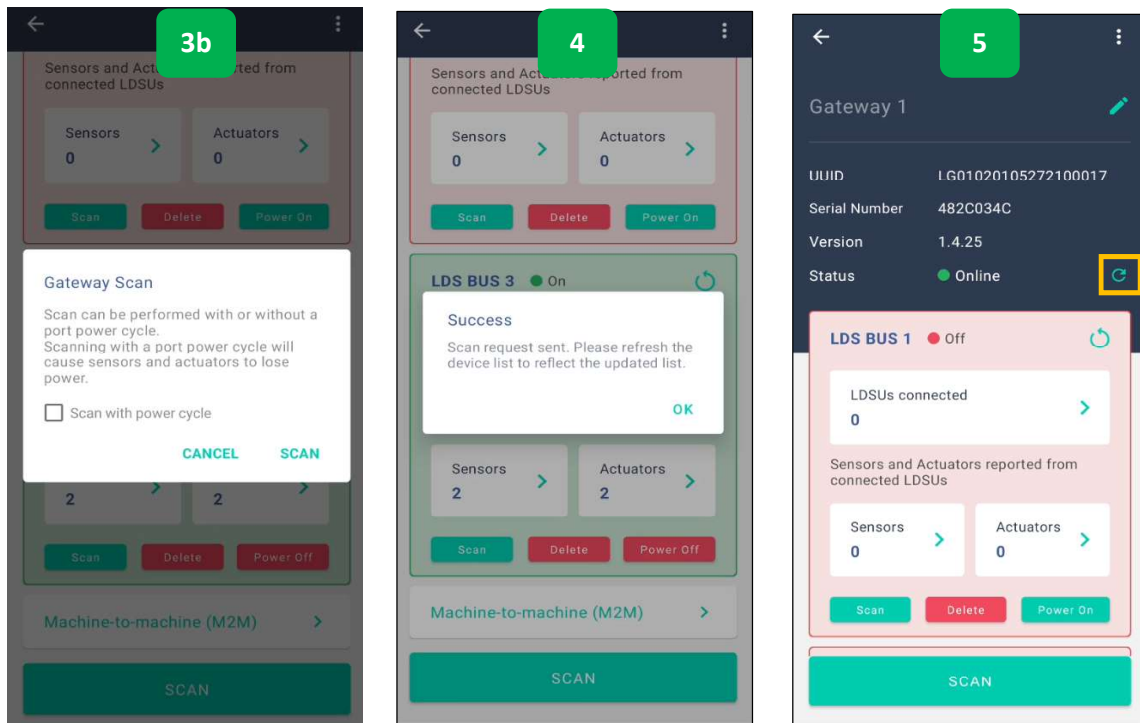 3b
Sensors and Act rted from
connected LDSUs
Sensors
0
Actuators
0
Scan
Delete
Power On
Gateway Scan
Scan can be performed with or without a
port power cycle.
Scanning with a port power cycle will
cause sensors and actuators to lose
power.
Scan with power cycle
CANCEL
SCAN
2
2
Scan
Delete
Power Off
Machine-to-machine (M2M)
SCAN
4
Sensors and Actuators reported from
connected LDSUs
Sensors
0
Actuators
0
Scan
Delete
Power On
LDS BUS 3
On
Success
Scan request sent. Please refresh the
device list to reflect the updated list.
OK
Sensors
2
Actuators
2
Scan
Delete
Power Off
Machine-to-machine (M2M)
SCAN
5
Gateway 1
UUID LG01020105272100017
Serial Number 482C034C
Version 1.4.25
Status Online
LDS BUS 1 Off
LDSUs connected
0
Sensors and Actuators reported from
connected LDSUs
Sensors
0
Actuators
0
Scan
Delete
Power On
SCAN